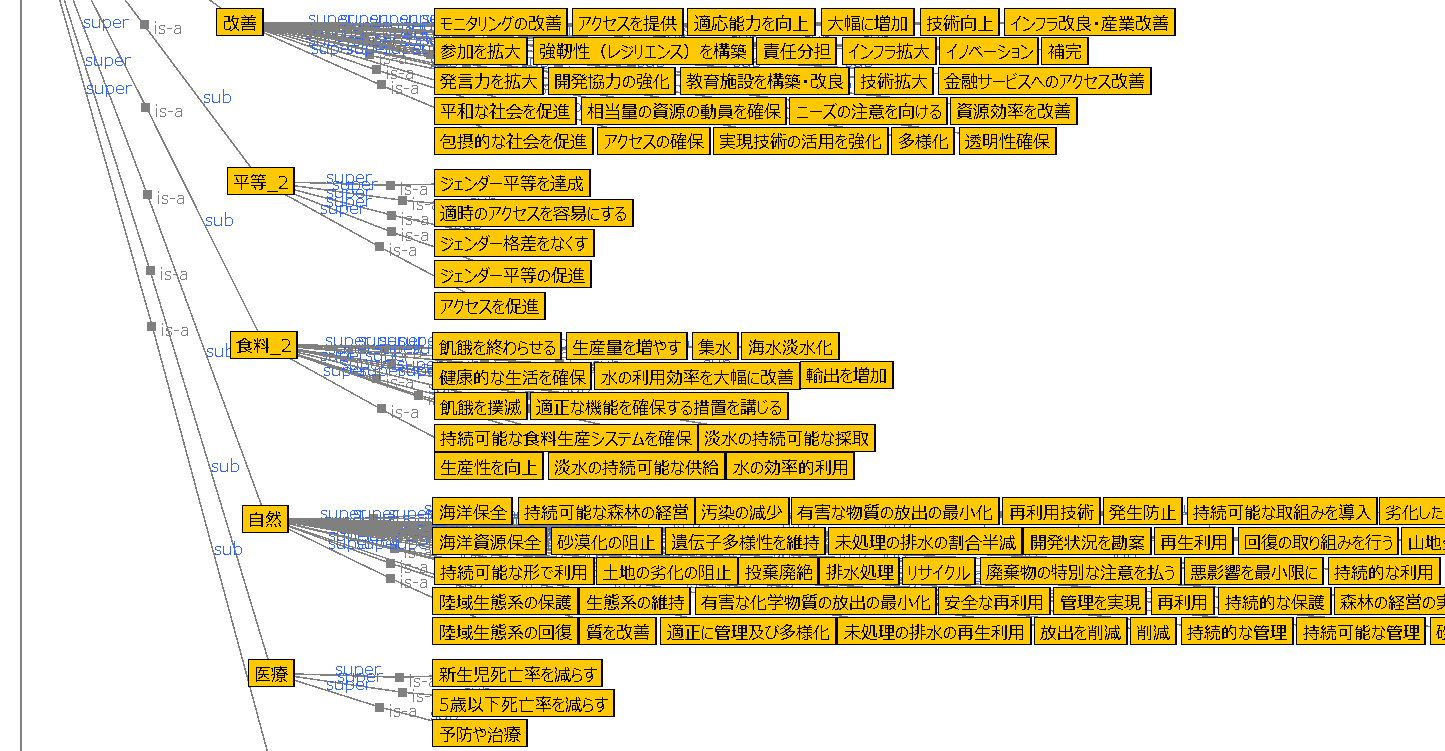 改善
モニタリングの改善 アクセスを提供 適応能力を向上 大幅に増加 技術向上 インフラ改良・産業改善
参加を拡大 強靭性（レジリエンス）を構築 責任分担 インフラ拡大 イノベーション 補完
発言力を拡大 開発協力の強化 教育施設を構築・改良 技術拡大 金融サービスへのアクセス改善
平和な社会を促進 相当量の資源の動員を確保 ニーズの注意を向ける 資源効率を改善
包摂的な社会を促進 アクセスの確保 実現技術の活用を強化 多様化 透明性確保
super
super
super
is-a
is-a
is-a
is-a
is-a
sub
sub
sub
sub
sub
平等_2
super
super
super
super
super
is-a
is-a
is-a
is-a
ジェンダー平等を達成
適時のアクセスを容易にする
ジェンダー格差をなくす
ジェンダー平等の促進
アクセスを促進
食料_2
is-a
is-a
飢餓を終わらせる 生産量を増やす 集水 海水淡水化
健康的な生活を確保 水の利用効率を大幅に改善 輸出を増加
飢餓を撲滅 適正な機能を確保する措置を講じる
持続可能な食料生産システムを確保 淡水の持続可能な採取
生産性を向上 淡水の持続可能な供給 水の効率的利用
自然
is-a
is-a
海洋保全 持続可能な森林の経営 汚染の減少 有害な物質の放出の最小化 再利用技術 発生防止 持続可能な取組みを導入 劣化した
海洋資源保全 砂漠化の阻止 遺伝子多様性を維持 未処理の排水の割合半減 開発状況を勘案 再生利用 回復の取り組みを行う 山地
持続可能な形で利用 土地の劣化の阻止 投棄廃絶 排水処理 リサイクル 廃棄物の特別な注意を払う 悪影響を最小限に 持続的な利用
陸域生態系の保護 生態系の維持 有害な化学物質の放出の最小化 安全な再利用 管理を実現 再利用 持続的な保護 森林の経営の実
陸域生態系の回復 質を改善 適正に管理及び多様化 未処理の排水の再生利用 放出を削減 削減 持続的な管理 持続可能な管理
医療
super
super
super
is-a
is-a
新生児死亡率を減らす
5歳以下死亡率を減らす
予防や治療